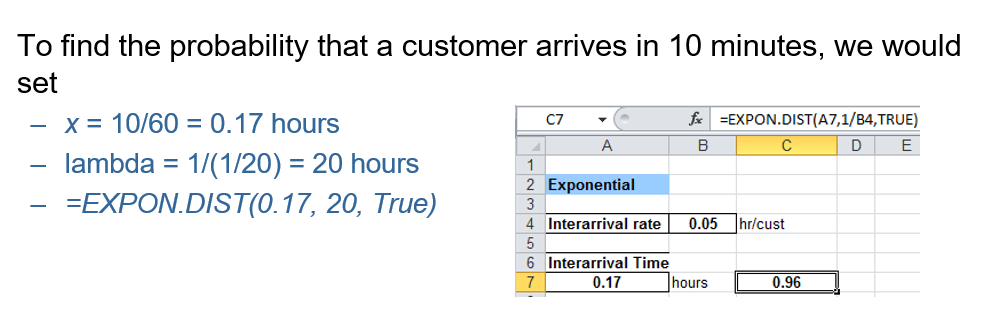 To find the probability that a customer arrives in 10 minutes, we would
set
– x = 10/60 = 0.17 hours
– lambda = 1/(1/20) = 20 hours
– =EXPON.DIST(0.17, 20, True)
C7 fx =EXPON.DIST(A7,1/B4,TRUE)
A B C D E
1
2 Exponential
3
4 Interarrival rate 0.05 hr/cust
5
6 Interarrival Time
7 0.17 hours 0.96